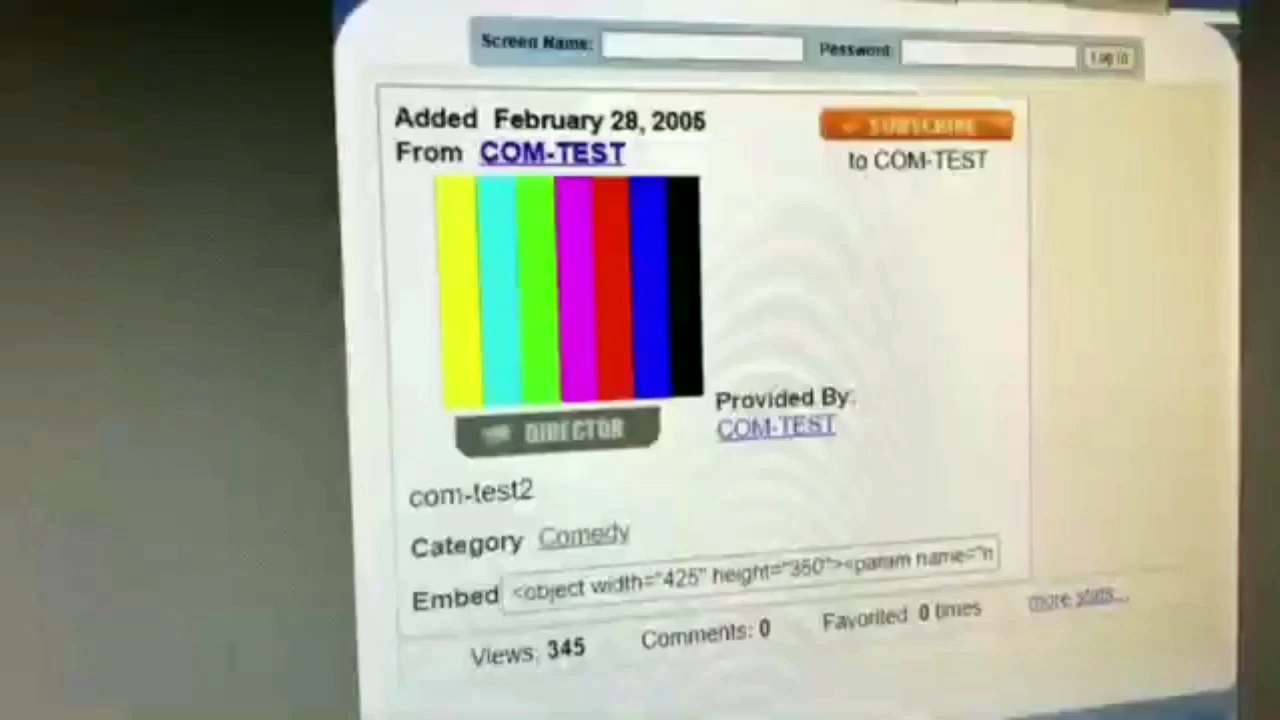 Screen Name:
Password:
Log In
Added February 28, 2005
From COM-TEST
SUBSCRIBE
to COM-TEST
Provided By:
COM-TEST
DIRECTOR
com-test2
Category Comedy
Embed <object width="425" height="350"><param name="n
Views: 345
Comments: 0
Favorited 0 times
more stats...